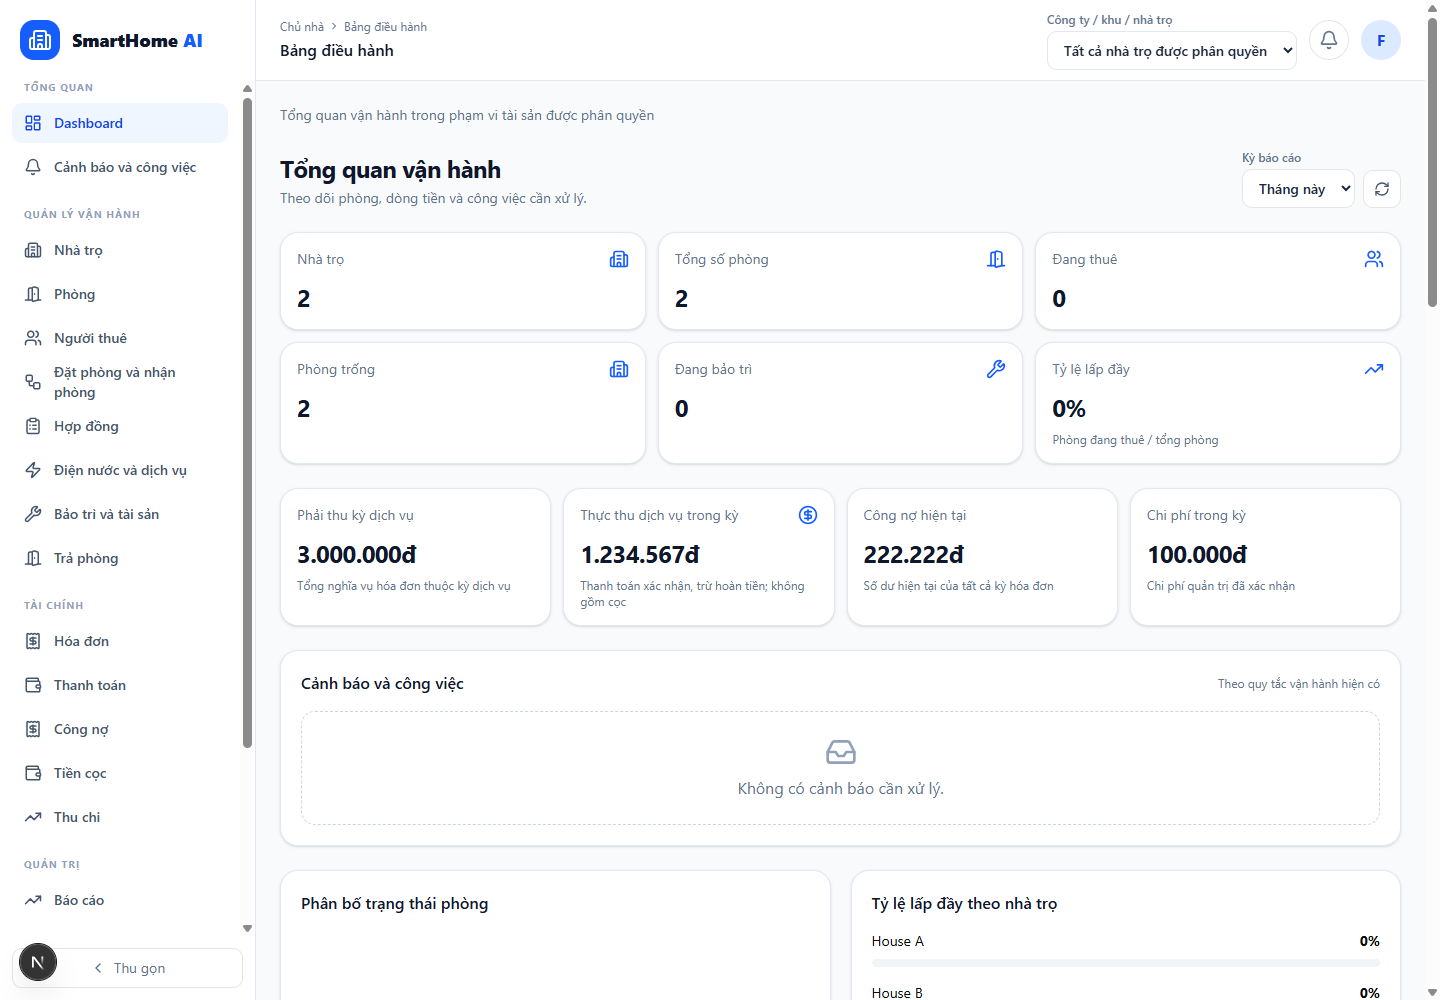 SmartHome AI
TỔNG QUAN
Dashboard
Cảnh báo và công việc
QUẢN LÝ VẬN HÀNH
Nhà trọ
Phòng
Người thuê
Đặt phòng và nhận
phòng
Hợp đồng
Điện nước và dịch vụ
Bảo trì và tài sản
Trả phòng
TÀI CHÍNH
Hóa đơn
Thanh toán
Công nợ
Tiền cọc
Thu chi
QUẢN TRỊ
Báo cáo
N
Thu gọn
Chủ nhà > Bảng điều hành
Bảng điều hành
Công ty / khu / nhà trọ
Tất cả nhà trọ được phân quyền
F
Tổng quan vận hành trong phạm vi tài sản được phân quyền
Tổng quan vận hành
Theo dõi phòng, dòng tiền và công việc cần xử lý.
Kỳ báo cáo
Tháng này
Nhà trọ
2
Tổng số phòng
2
Đang thuê
0
Phòng trống
2
Đang bảo trì
0
Tỷ lệ lấp đầy
0%
Phòng đang thuê / tổng phòng
Phải thu kỳ dịch vụ
3.000.000đ
Tổng nghĩa vụ hóa đơn thuộc kỳ dịch vụ
Thực thu dịch vụ trong kỳ
1.234.567đ
Thanh toán xác nhận, trừ hoàn tiền; không
gồm cọc
Công nợ hiện tại
222.222đ
Số dư hiện tại của tất cả kỳ hóa đơn
Chi phí trong kỳ
100.000đ
Chi phí quản trị đã xác nhận
Cảnh báo và công việc
Theo quy tắc vận hành hiện có
Không có cảnh báo cần xử lý.
Phân bố trạng thái phòng
Tỷ lệ lấp đầy theo nhà trọ
House A 0%
House B 0%